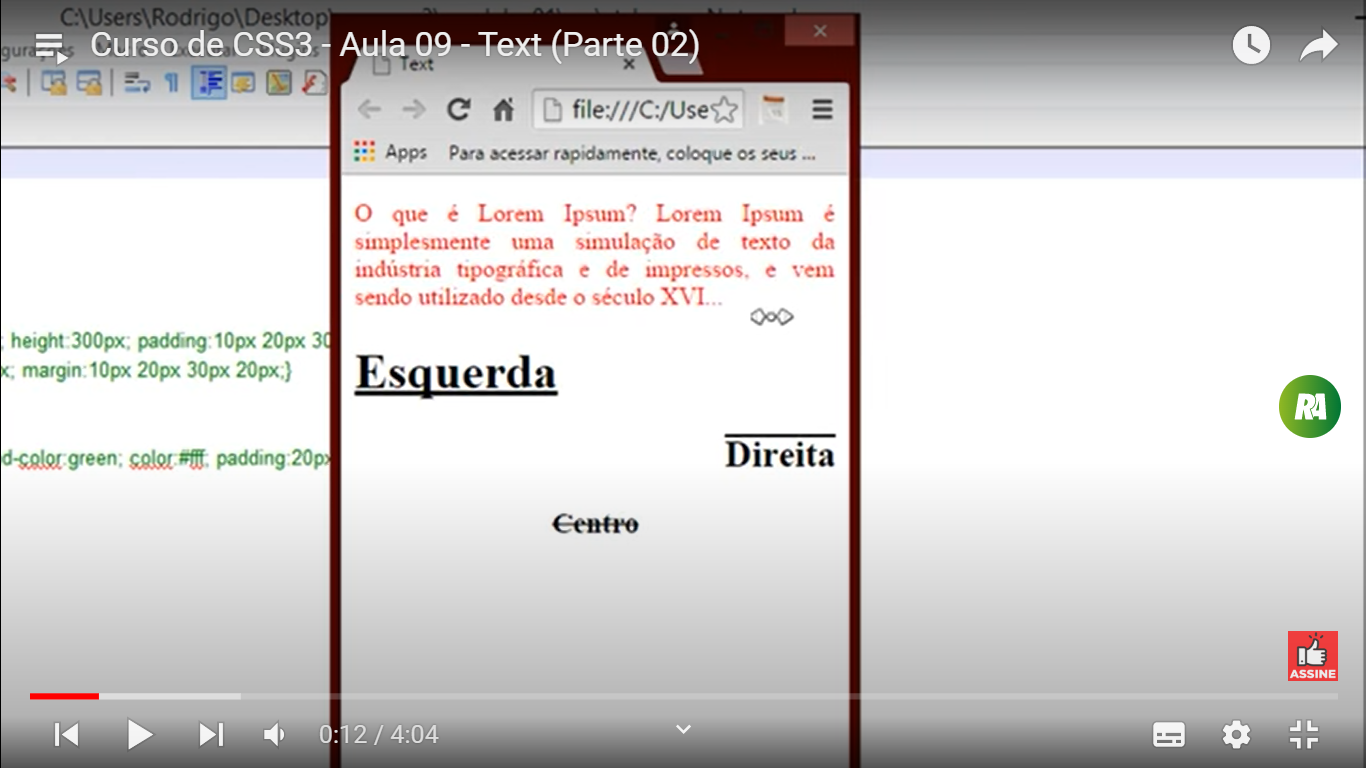 C:\Users\Rodrigo\Desktop\
Curso de CSS3 - Aula 09 - Text (Parte 02)
Text
file:///C:/Use
Apps
Para acessar rapidamente, coloque os seus ...
O que é Lorem Ipsum? Lorem Ipsum é
simplesmente uma simulação de texto da
indústria tipográfica e de impressos, e vem
sendo utilizado desde o século XVI...
; height:300px; padding:10px 20px 30
x; margin:10px 20px 30px 20px;}
Esquerda
RA
d-color:green; color:#fff; padding:20px
Direita
Centro
ASSINE
0:12 / 4:04